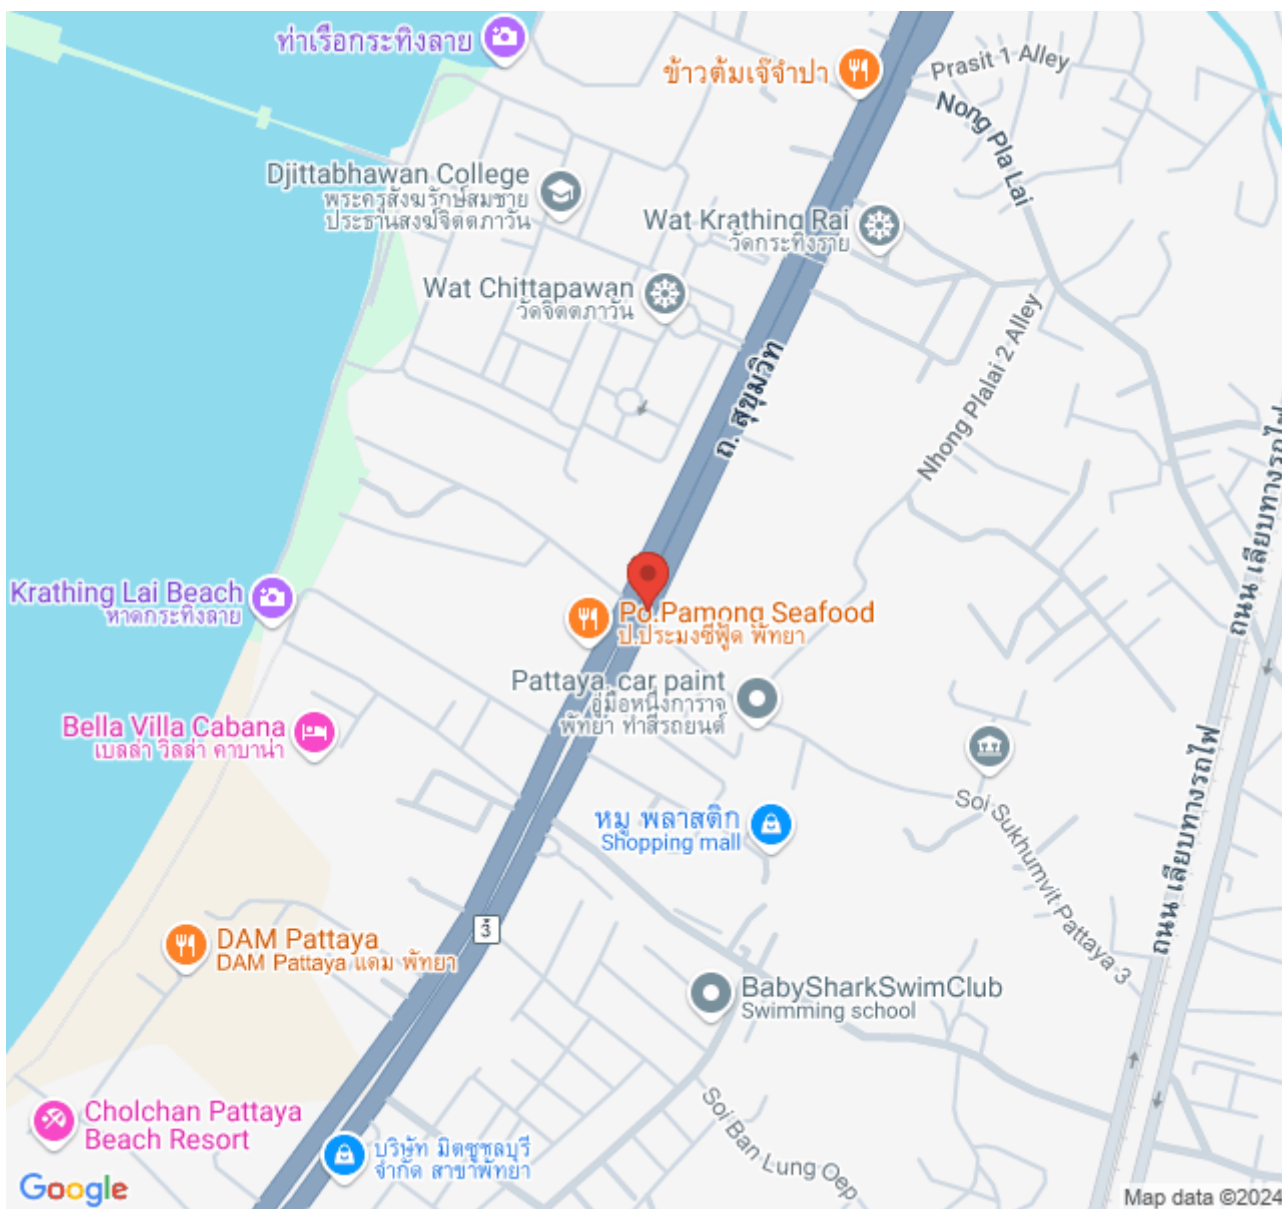 ท่าเรือกระทิงลาย
ข้าวต้มเจ๊จำปา
Prasit 1 Alley
Nong Pla Lai
Djittabhawan College
พระครูสังฆรักษ์สมชาย
ประธานสงฆ์จิตตภาวัน
Wat Krathing Rai
วัดกระทิงราย
Wat Chittapawan
วัดจิตตภาวัน
Nhong Plalai 2 Alley
ถ. สุขุมวิท
ถนน เลียบทางรถไฟ
Krathing Lai Beach
หาดกระทิงลาย
Po.Pamong Seafood
ป.ประมงซีฟู้ด พัทยา
Pattaya car paint
อู่มือหนึ่งการาจ
พัทยา ทำสีรถยนต์
Bella Villa Cabana
เบลล่า วิลล่า คาบาน่า
ถนน เลียบทางรถไฟ
หมู พลาสติก
Shopping mall
Soi Sukhumvit Pattaya 3
3
DAM Pattaya
DAM Pattaya แดม พัทยา
BabySharkSwimClub
Swimming school
Cholchan Pattaya
Beach Resort
บริษัท มิตซูชลบุรี
จำกัด สาขาพัทยา
Soi Ban Lung Oep
Google
Map data ©2024